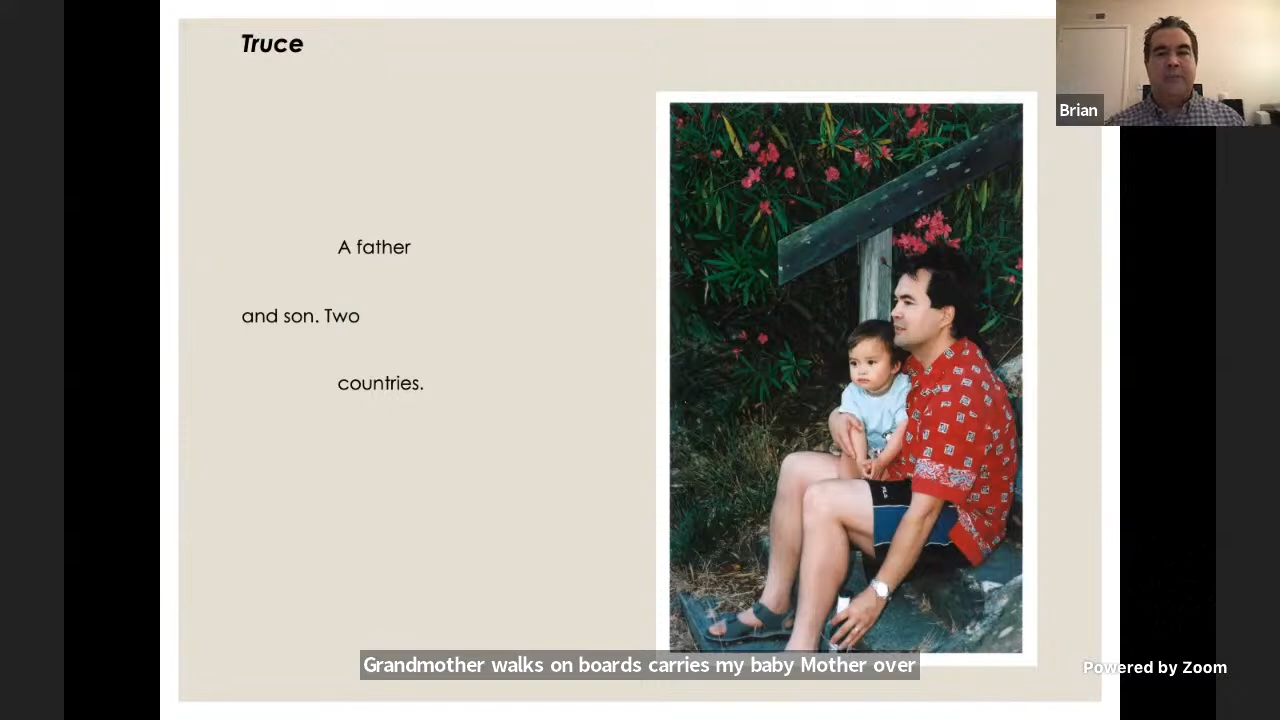 Truce
Brian
A father
and son. Two
countries.
Grandmother walks on boards carries my baby Mother over
Powered by Zoom